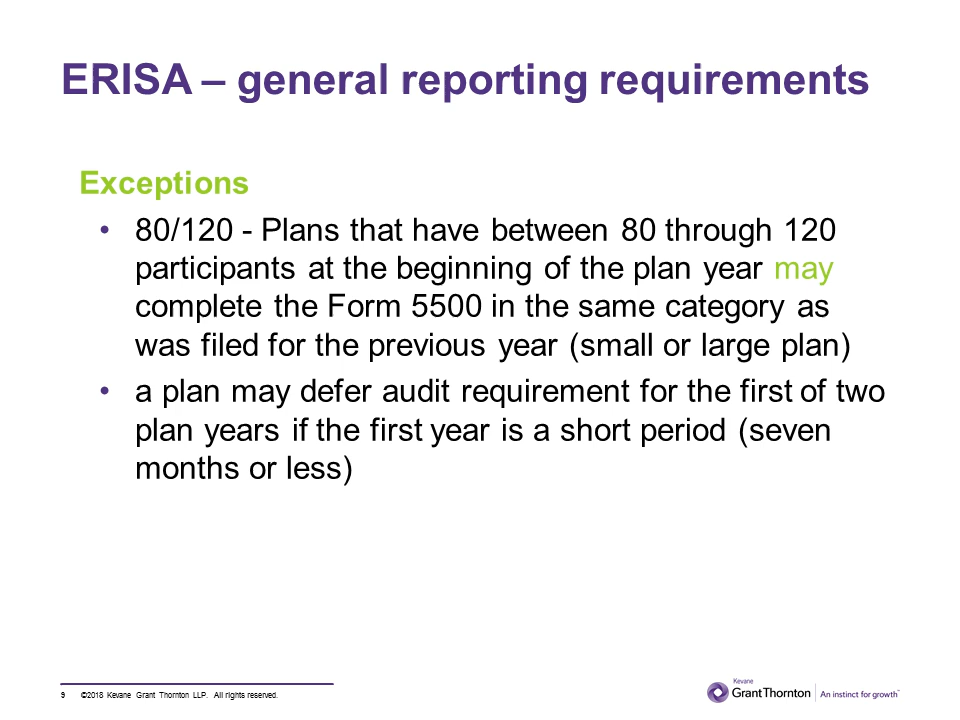 ERISA – general reporting requirements
Exceptions
• 80/120 - Plans that have between 80 through 120
participants at the beginning of the plan year may
complete the Form 5500 in the same category as
was filed for the previous year (small or large plan)
• a plan may defer audit requirement for the first of two
plan years if the first year is a short period (seven
months or less)
9 ©2018 Kevane Grant Thornton LLP. All rights reserved.
Kevane
GrantThornton An instinct for growth™